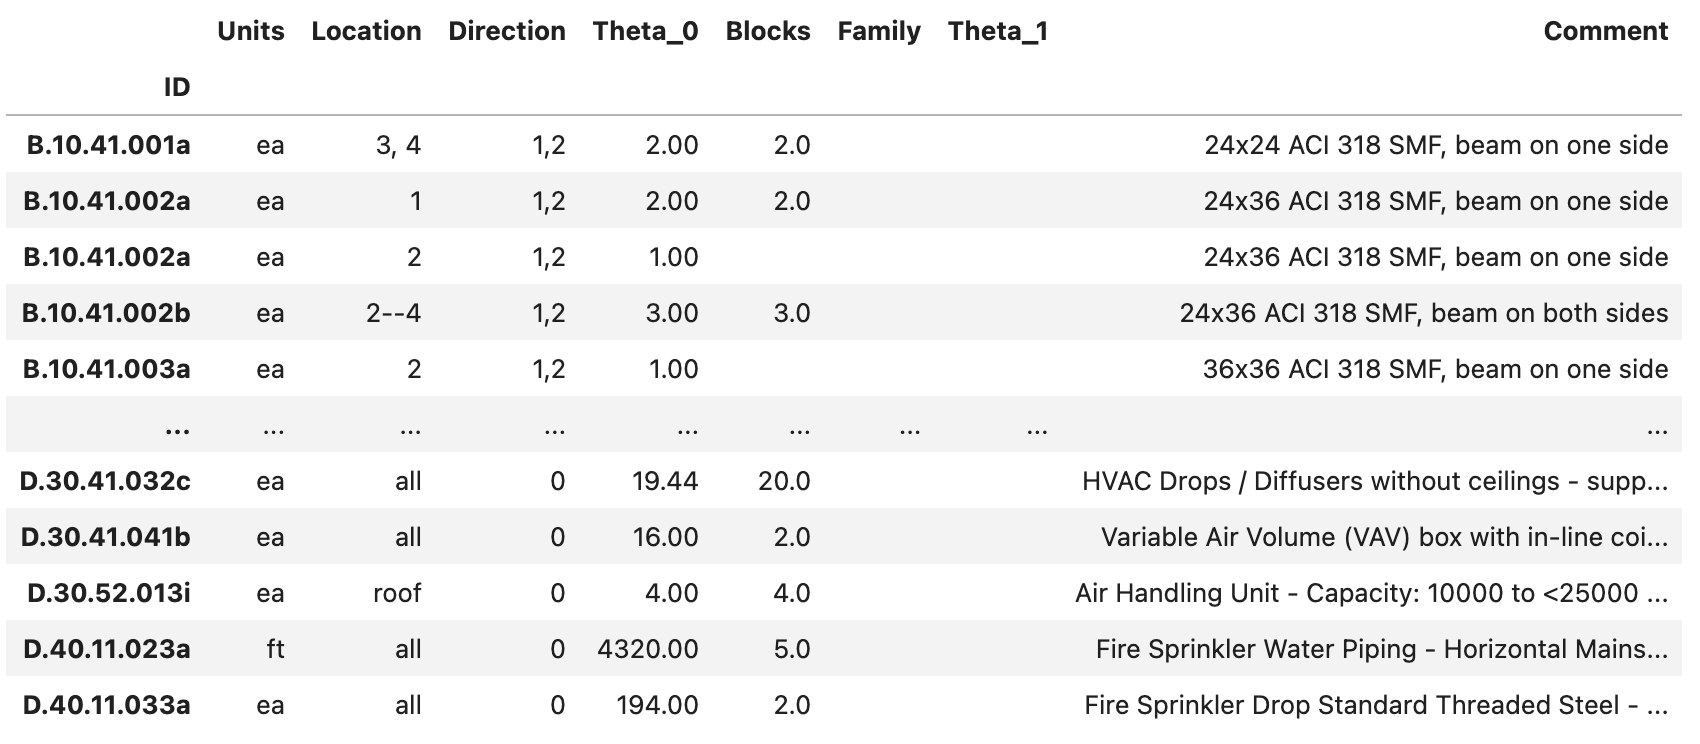 Units Location Direction Theta_0 Blocks Family Theta_1 Comment
ID
B.10.41.001a ea 3, 4 1,2 2.00 2.0 24x24 ACI 318 SMF, beam on one side
B.10.41.002a ea 1 1,2 2.00 2.0 24x36 ACI 318 SMF, beam on one side
B.10.41.002a ea 2 1,2 1.00 24x36 ACI 318 SMF, beam on one side
B.10.41.002b ea 2--4 1,2 3.00 3.0 24x36 ACI 318 SMF, beam on both sides
B.10.41.003a ea 2 1,2 1.00 36x36 ACI 318 SMF, beam on one side
... ... ... ... ... ... ... ... ...
D.30.41.032c ea all 0 19.44 20.0 HVAC Drops / Diffusers without ceilings - supp...
D.30.41.041b ea all 0 16.00 2.0 Variable Air Volume (VAV) box with in-line coi...
D.30.52.013i ea roof 0 4.00 4.0 Air Handling Unit - Capacity: 10000 to <25000 ...
D.40.11.023a ft all 0 4320.00 5.0 Fire Sprinkler Water Piping - Horizontal Mains...
D.40.11.033a ea all 0 194.00 2.0 Fire Sprinkler Drop Standard Threaded Steel - ...